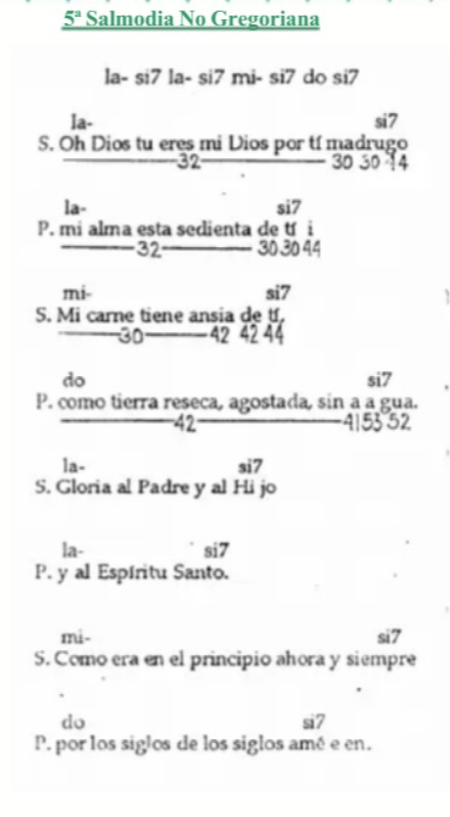 5ª Salmodia No Gregoriana
la- si7 la- si7 mi- si7 do si7
la- si7
S. Oh Dios tu eres mi Dios por tí madrugo
32 30 30 44
la- si7
P. mi alma esta sedienta de tí i
32 30 30 44
mi- si7
S. Mi carne tiene ansia de tí,
30 42 42 44
do si7
P. como tierra reseca, agostada, sin a a gua.
42 41 53 52
la- si7
S. Gloria al Padre y al Hi jo
la- si7
P. y al Espíritu Santo.
mi- si7
S. Como era en el principio ahora y siempre
do si7
P. por los siglos de los siglos amé e en.